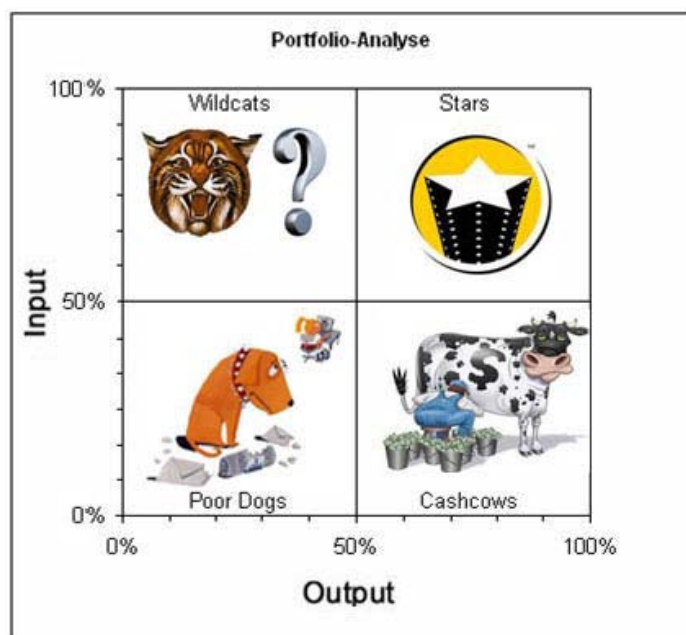 Portfolio-Analyse
100 %
Wildcats
Stars
?
50%
Input
$
Poor Dogs
Cashcows
0%
0%
50%
100%
Output